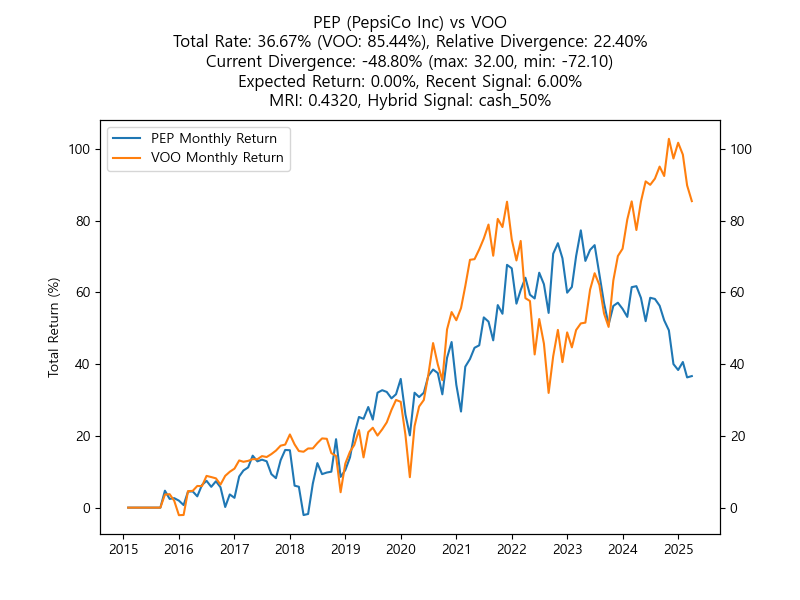 PEP (PepsiCo Inc) vs VOO
Total Rate: 36.67% (VOO: 85.44%), Relative Divergence: 22.40%
Current Divergence: -48.80% (max: 32.00, min: -72.10)
Expected Return: 0.00%, Recent Signal: 6.00%
MRI: 0.4320, Hybrid Signal: cash_50%
PEP Monthly Return
VOO Monthly Return
Total Return (%)
100 100
80 80
60 60
40 40
20 20
0 0
2015 2016 2017 2018 2019 2020 2021 2022 2023 2024 2025